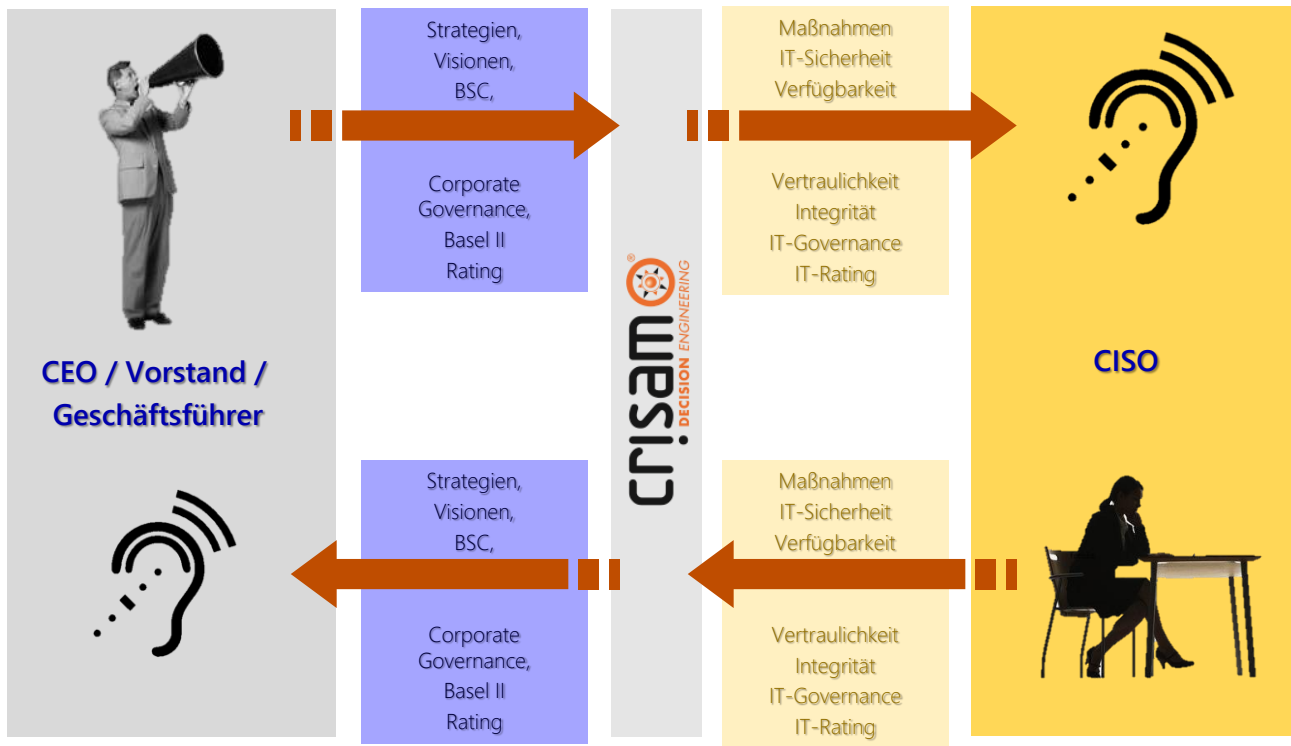 Strategien,
Visionen,
BSC,
Corporate
Governance,
Basel II
Rating
Maßnahmen
IT-Sicherheit
Verfügbarkeit
Vertraulichkeit
Integrität
IT-Governance
IT-Rating
CEO / Vorstand /
Geschäftsführer
crisam®
DECISION ENGINEERING
CISO
Strategien,
Visionen,
BSC,
Corporate
Governance,
Basel II
Rating
Maßnahmen
IT-Sicherheit
Verfügbarkeit
Vertraulichkeit
Integrität
IT-Governance
IT-Rating